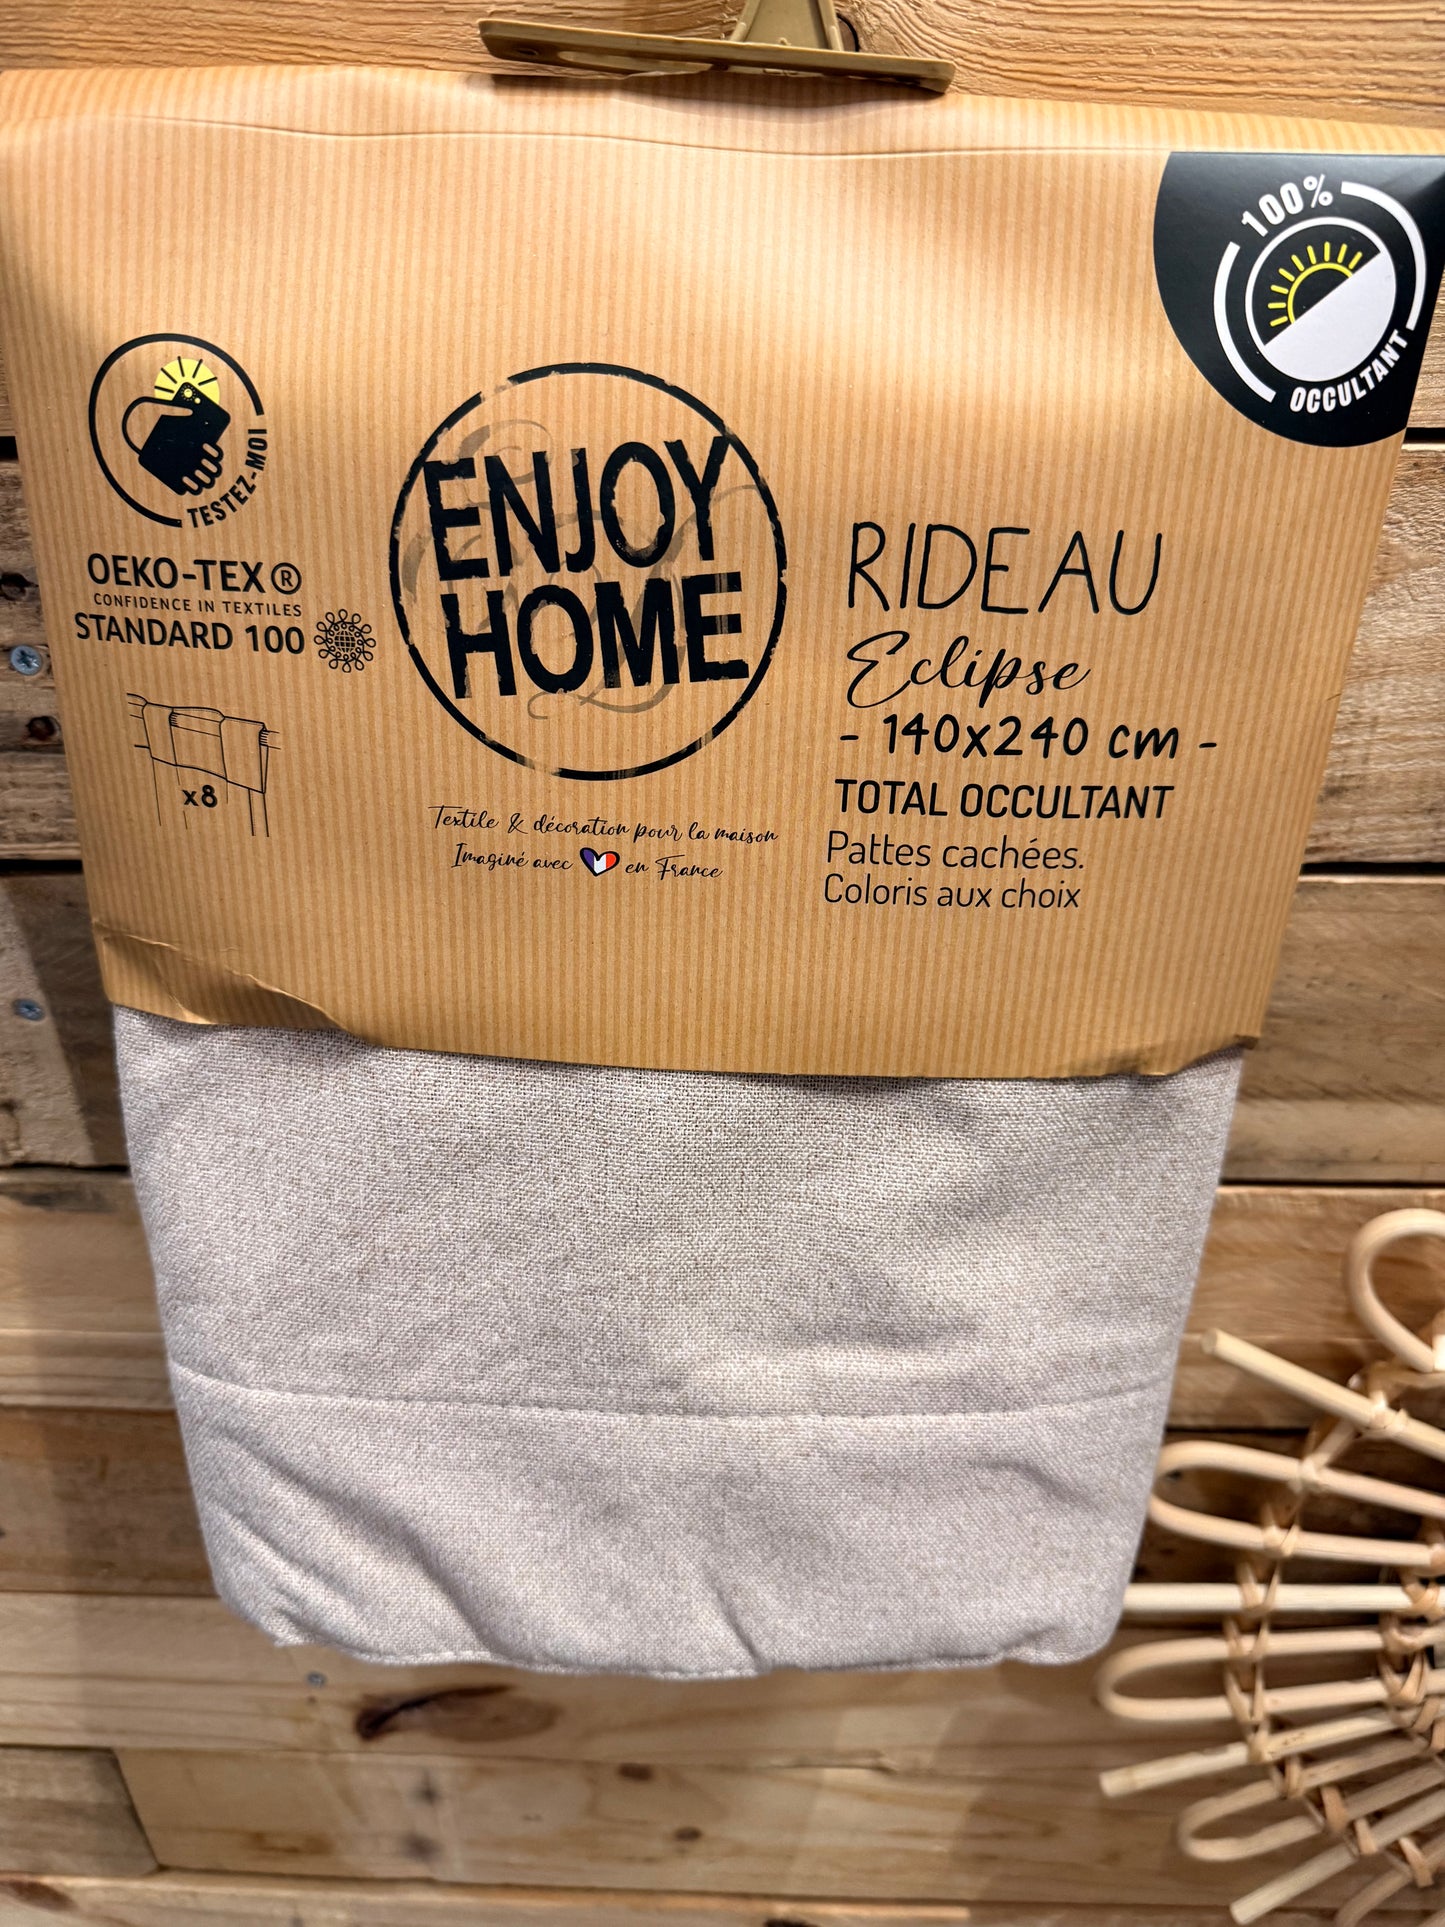 100%
OCCULTANT
TESTEZ-MOI
OEKO-TEX®
CONFIDENCE IN TEXTILES
STANDARD 100
x8
ENJOY
HOME
Textile & décoration pour la maison
Imaginé avec en France
RIDEAU
Eclipse
- 140x240 cm -
TOTAL OCCULTANT
Pattes cachées.
Coloris aux choix